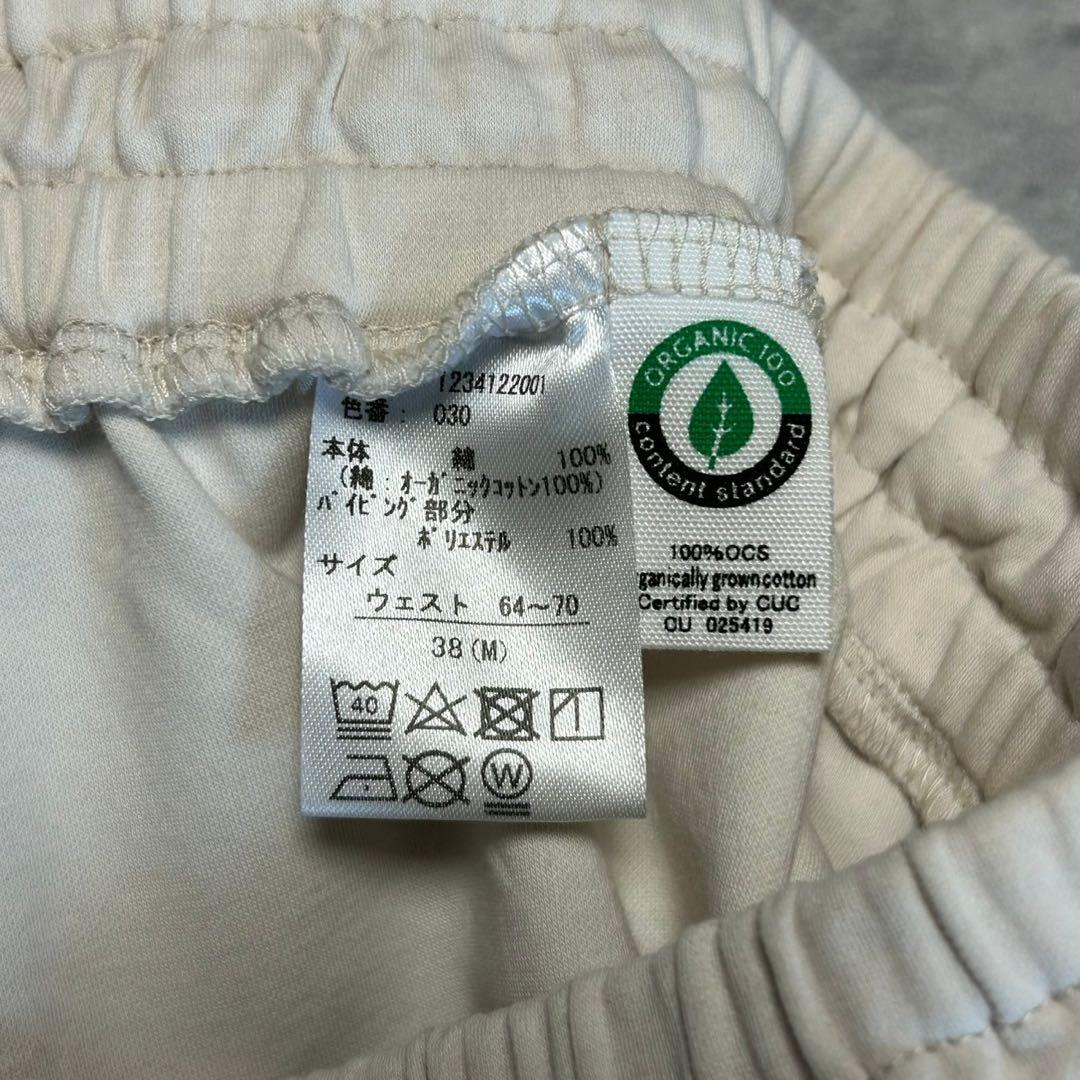 1234122001
色番: 030
本体 綿 100%
(綿:オーガニックコットン100%)
パイピング部分
ポリエステル 100%
サイズ
ウェスト 64~70
38(M)
40
W
ORGANIC 100
content standard
100%OCS
ganically grown cotton
Certified by CUC
CU 025419